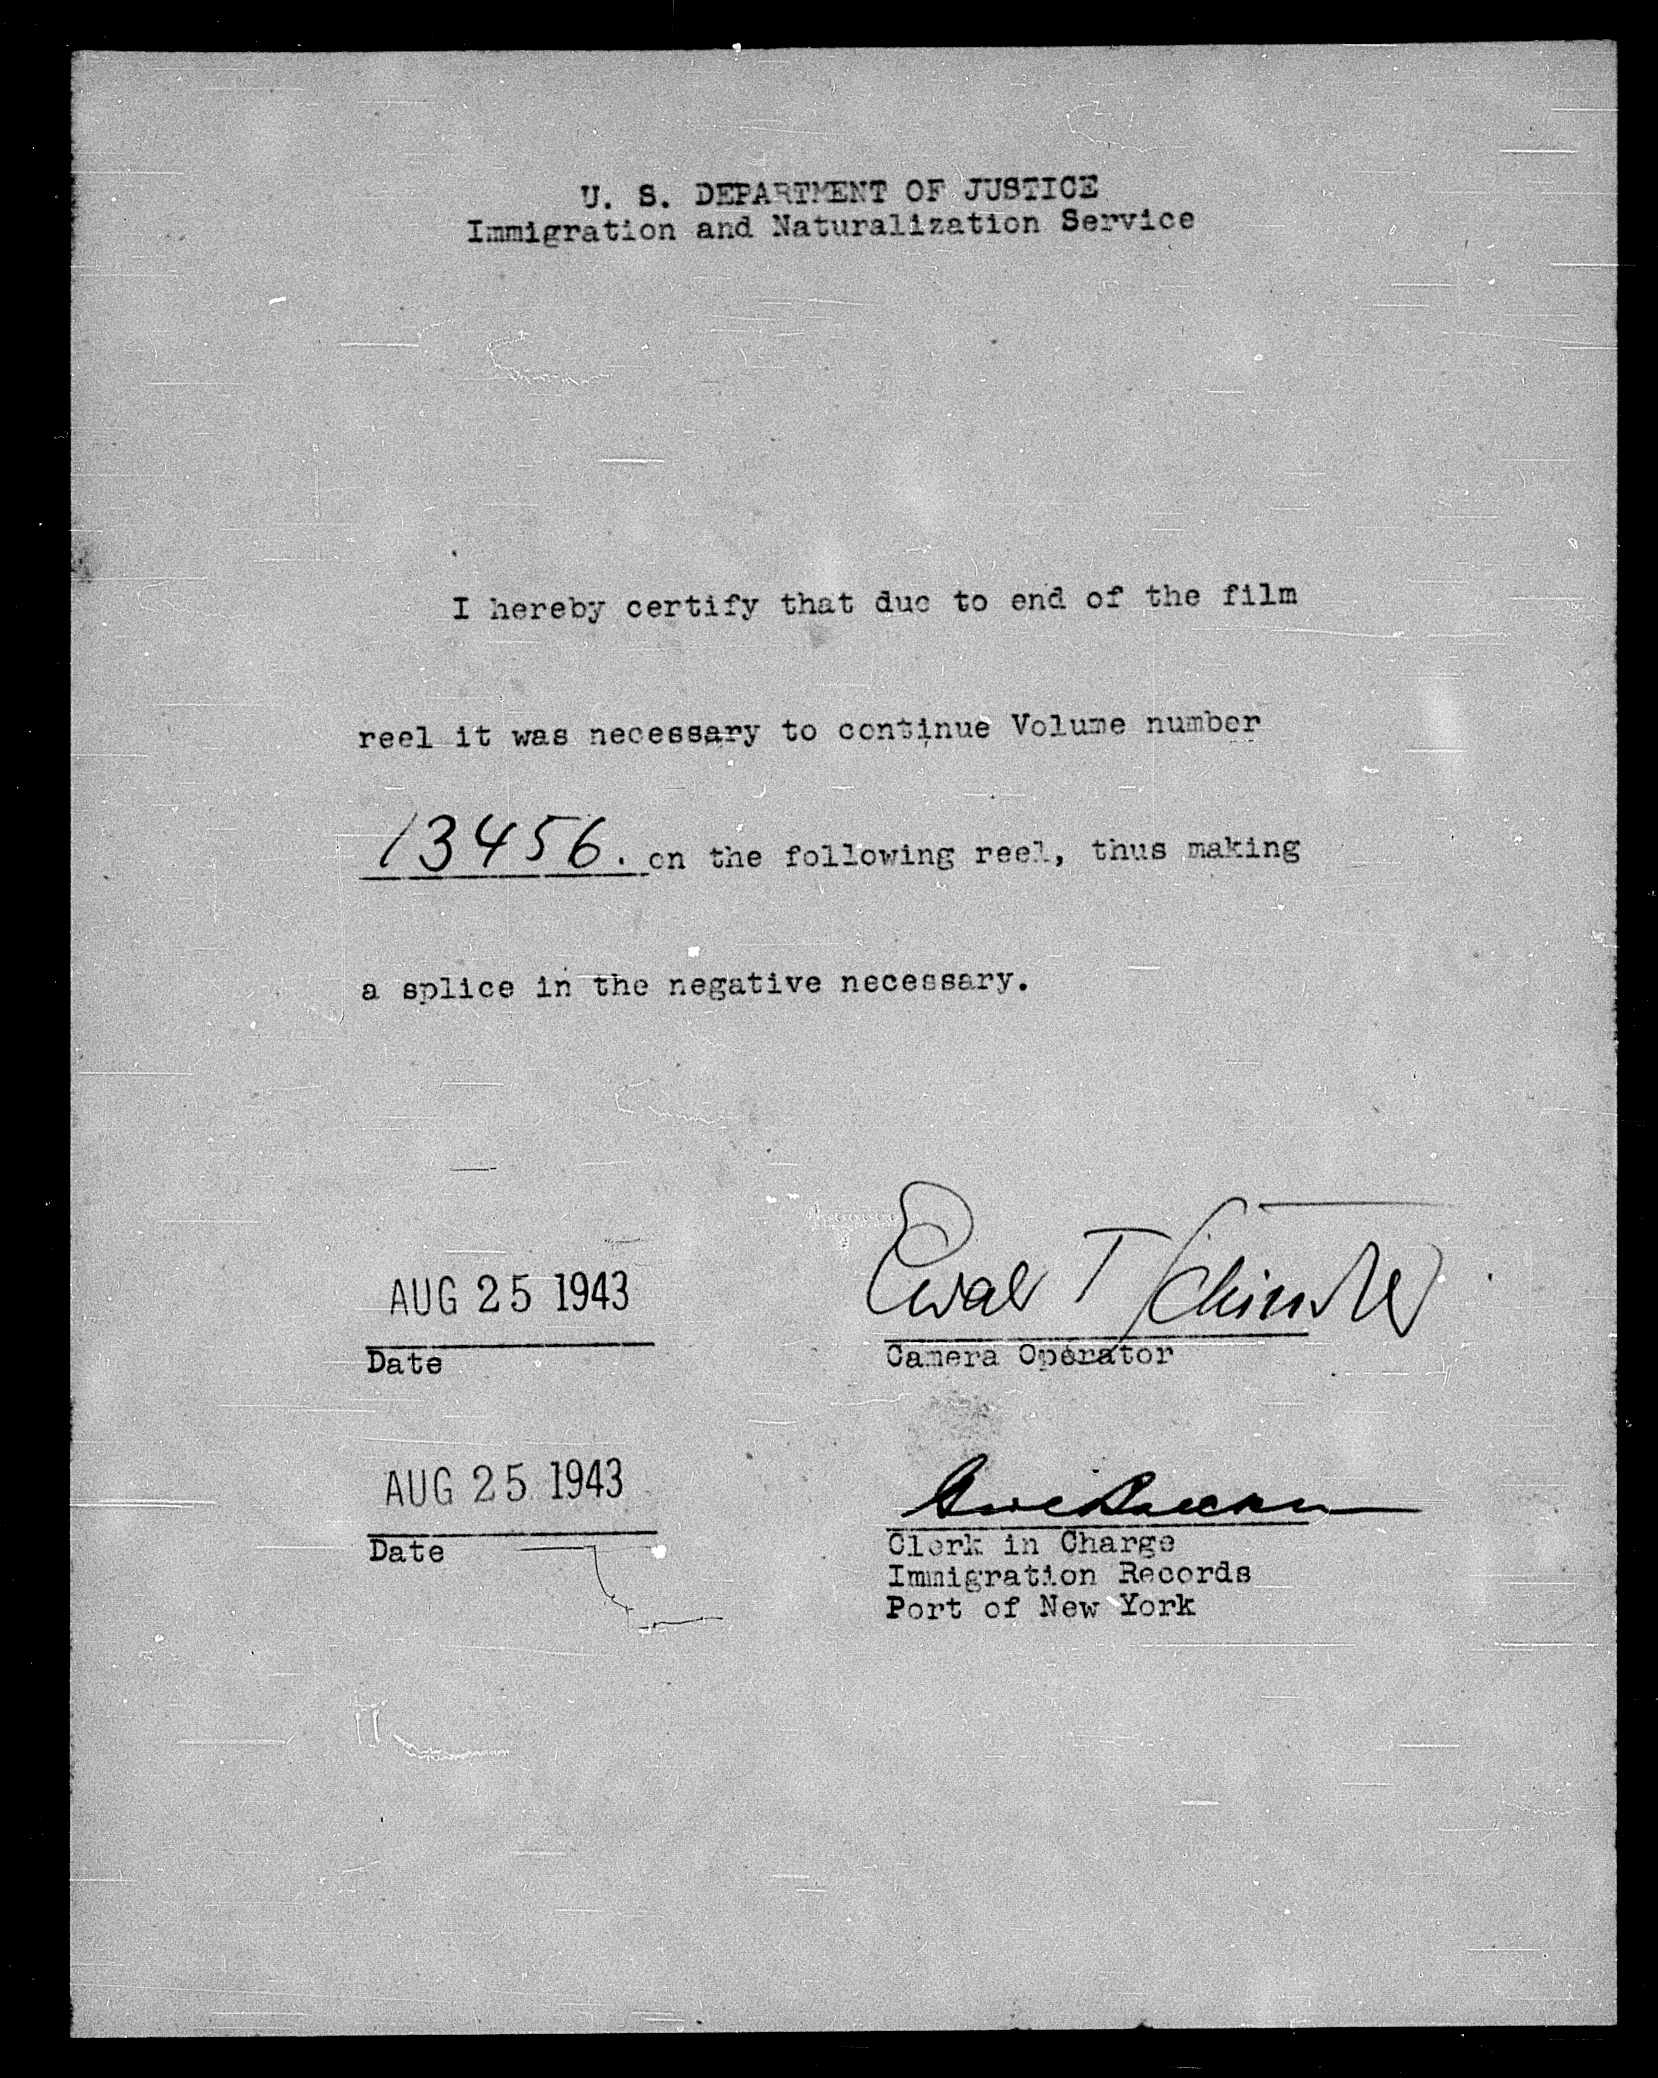 U. S. DEPARTMENT OF JUSTICE
Immigration and Naturalization Service
I hereby certify that due to end of the film
reel it was necessary to continue Volume number
13456. on the following reel, thus making
a splice in the negative necessary.
AUG 25 1943
Date
T
Camera Operator
AUG 25 1943
Date
Clerk in Charge
Immigration Records
Port of New York